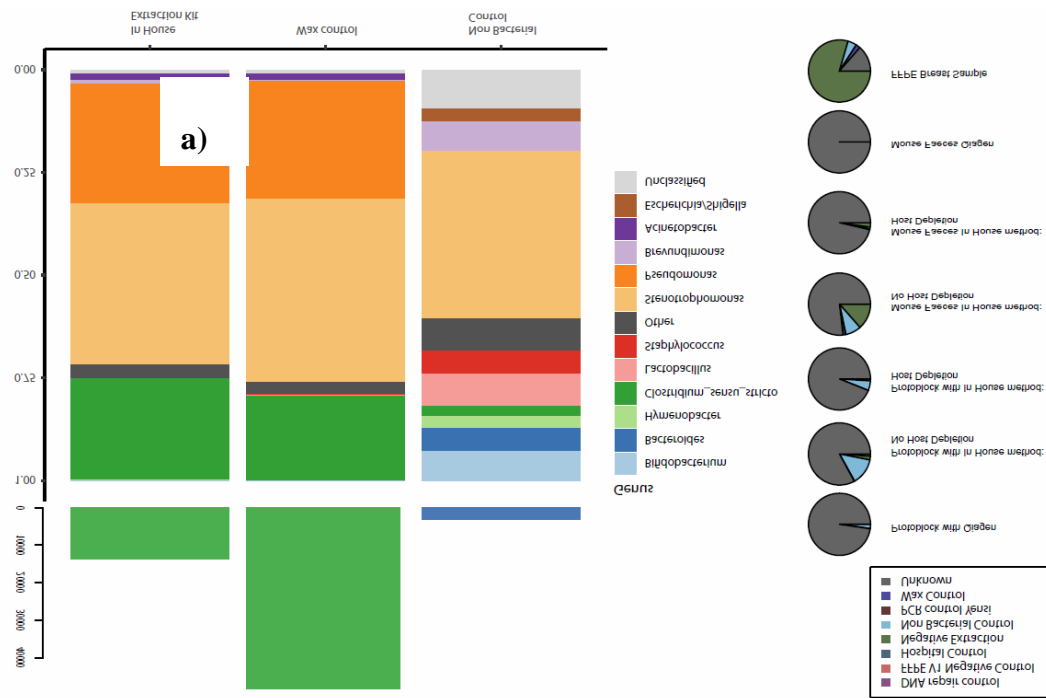 40000
30000
20000
10000
0
1.00
0.75
0.50
0.25
0.00
a)
In House
Extraction Kit
Wax control
Non Bacterial
Control
Genus
Bifidobacterium
Bacteroides
Hymenobacter
Clostridium_sensu_stricto
Lactobacillus
Staphylococcus
Other
Stenotrophomonas
Pseudomonas
Brevundimonas
Acinetobacter
Escherichia/Shigella
Unclassified
DNA repair control
FFPE V1 Negative Control
Hospital Control
Negative Extraction
Non Bacterial Control
PCR control Yensi
Wax Control
Unknown
Protoblock with Qiagen
Protoblock with In House method:
No Host Depletion
Protoblock with In House method:
Host Depletion
Mouse Faeces In House method:
No Host Depletion
Mouse Faeces In House method:
Host Depletion
Mouse Faeces Qiagen
FFPE Breast Sample